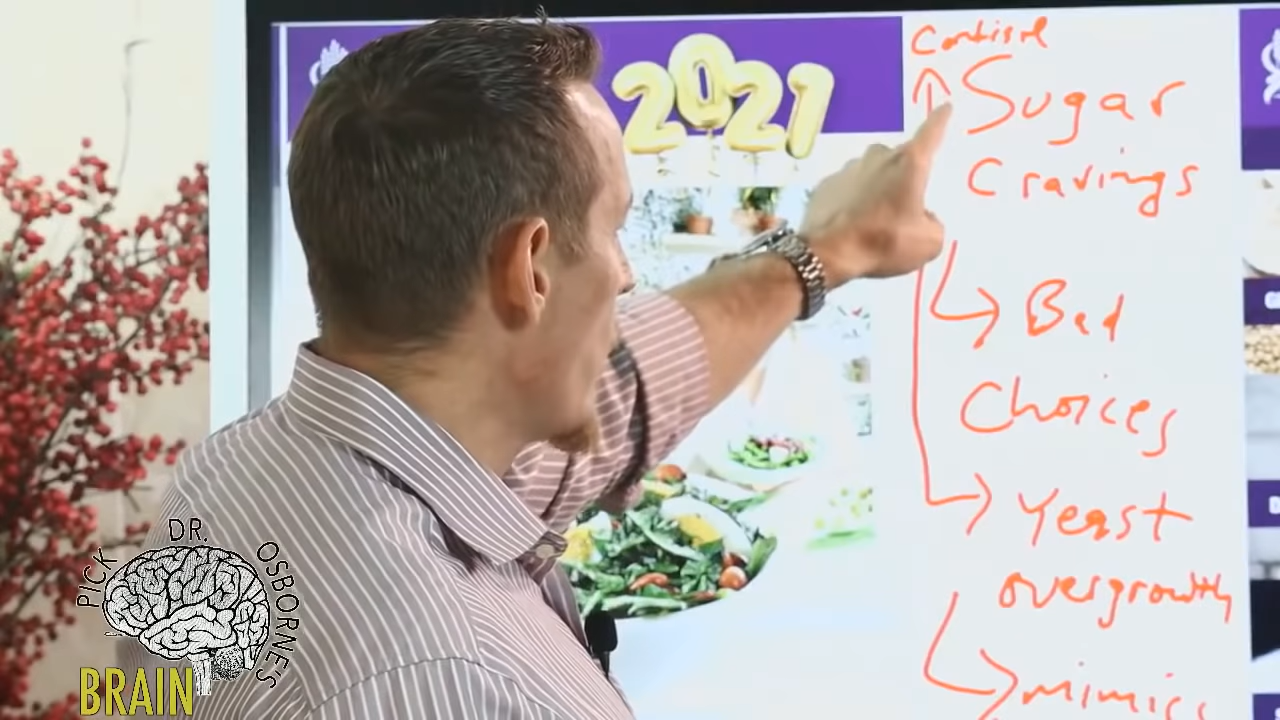 2021
Cortisol
↑ Sugar
Cravings
Bad
Choices
Yeast
overgrowth
mimics
PICK DR. OSBORNES
BRAIN